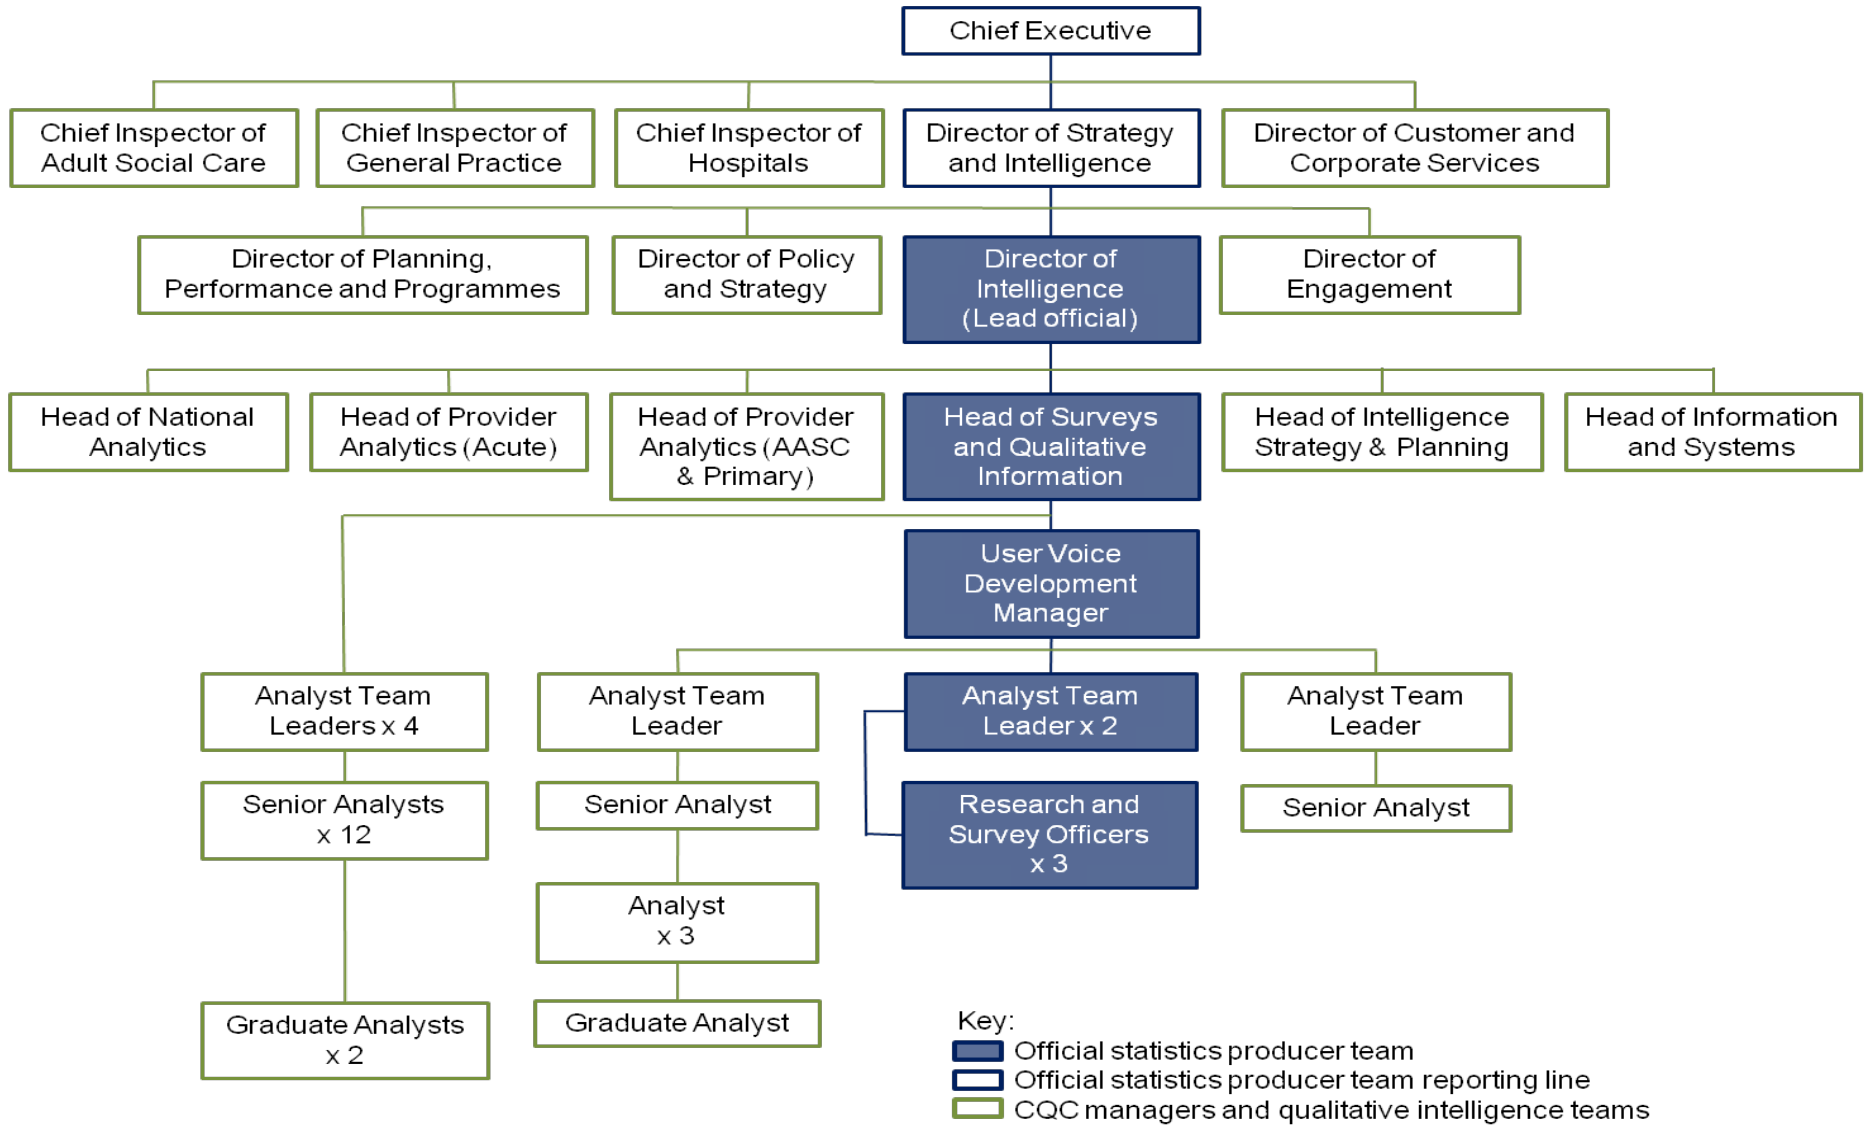 Chief Executive
Chief Inspector of
Adult Social Care
Chief Inspector of
General Practice
Chief Inspector of
Hospitals
Director of Strategy
and Intelligence
Director of Customer and
Corporate Services
Director of Planning,
Performance and Programmes
Director of Policy
and Strategy
Director of
Intelligence
(Lead official)
Director of
Engagement
Head of National
Analytics
Head of Provider
Analytics (Acute)
Head of Provider
Analytics (AASC
& Primary)
Head of Surveys
and Qualitative
Information
Head of Intelligence
Strategy & Planning
Head of Information
and Systems
User Voice
Development
Manager
Analyst Team
Leaders x 4
Analyst Team
Leader
Analyst Team
Leader x 2
Analyst Team
Leader
Senior Analysts
x 12
Senior Analyst
Research and
Survey Officers
x 3
Senior Analyst
Analyst
x 3
Graduate Analysts
x 2
Graduate Analyst
Key:
Official statistics producer team
Official statistics producer team reporting line
CQC managers and qualitative intelligence teams